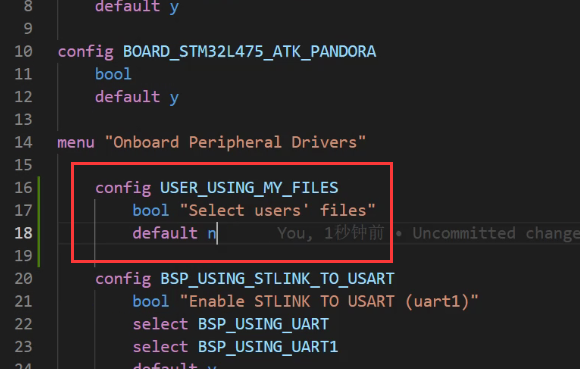 8 default y
9
10 config BOARD_STM32L475_ATK_PANDORA
11 bool
12 default y
13
14 menu "Onboard Peripheral Drivers"
15
16 config USER_USING_MY_FILES
17 bool "Select users' files"
18 default n You, 1秒钟前 • Uncommitted change
19
20 config BSP_USING_STLINK_TO_USART
21 bool "Enable STLINK TO USART (uart1)"
22 select BSP_USING_UART
23 select BSP_USING_UART1
24 default y